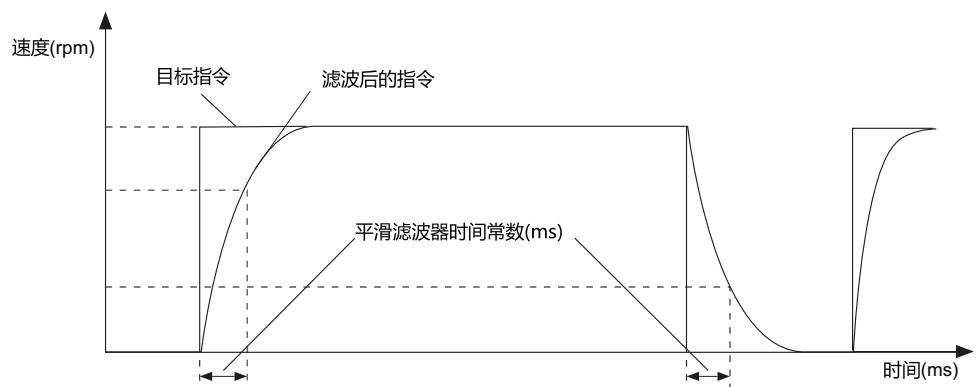 速度(rpm)
目标指令
滤波后的指令
平滑滤波器时间常数(ms)
时间(ms)